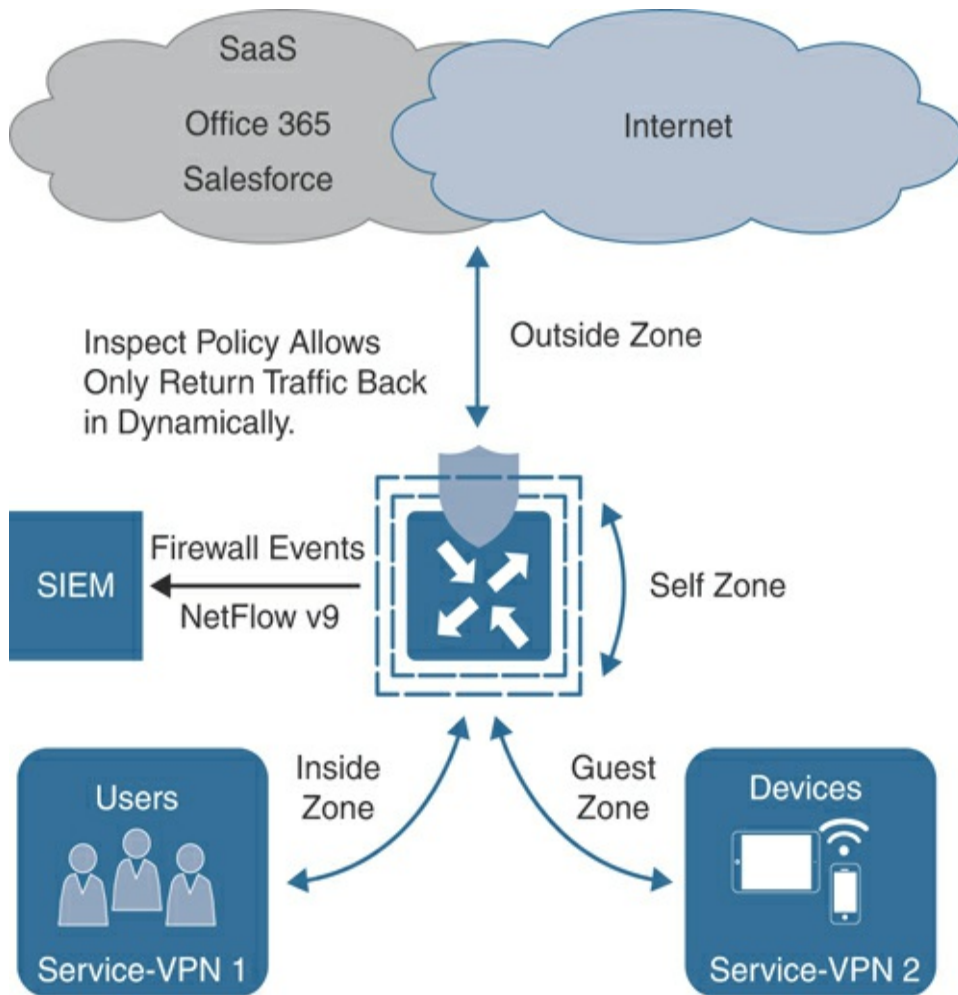 SaaS
Office 365
Salesforce
Internet
Inspect Policy Allows
Only Return Traffic Back
in Dynamically.
Outside Zone
SIEM
Firewall Events
NetFlow v9
Self Zone
Inside
Zone
Guest
Zone
Users
Service-VPN 1
Devices
Service-VPN 2